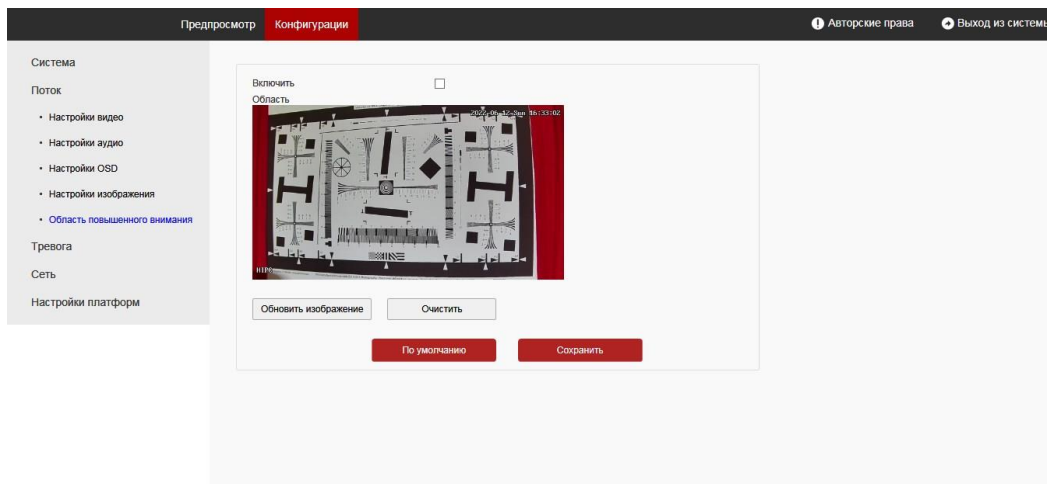 Предпросмотр Конфигурации Авторские права Выход из системы
Система
Поток
Настройки видео
Настройки аудио
Настройки OSD
Настройки изображения
Область повышенного внимания
Тревога
Сеть
Настройки платформ
Включить
Область
2022-06-12 Sun 16:33:02
HIPC
Обновить изображение Очистить
По умолчанию Сохранить